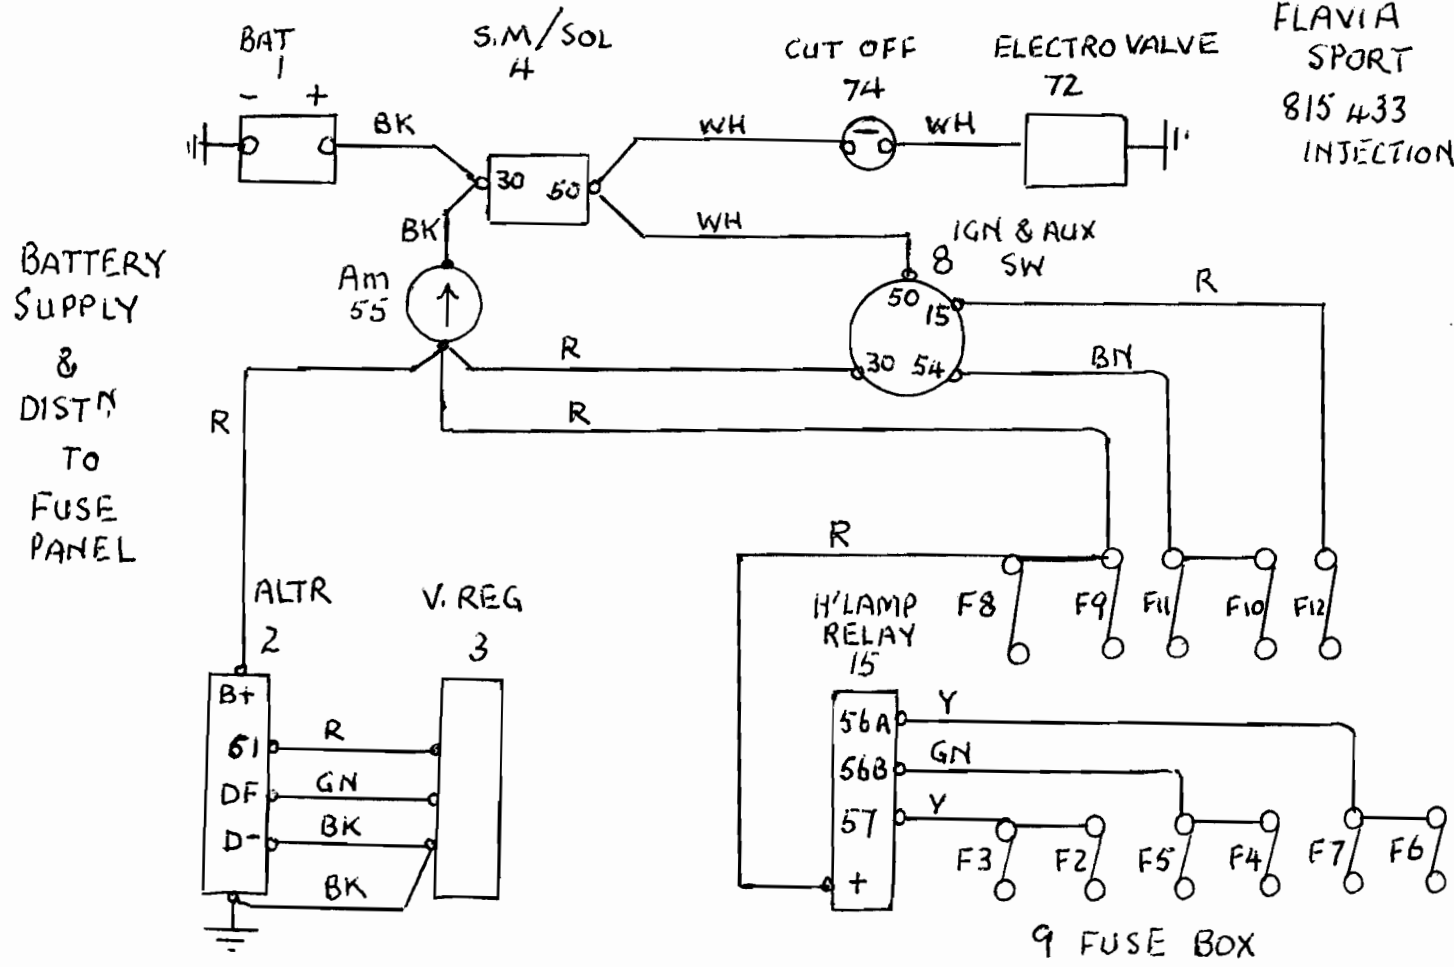 BAT
1
- +
S.M/SOL
4
CUT OFF
74
ELECTRO VALVE
72
FLAVIA
SPORT
815 433
INJECTION
BK
30 50
WH
WH
BK
WH
BATTERY
SUPPLY
&
DISTN
TO
FUSE
PANEL
Am
55
IGN & AUX
SW
8
50
15
30 54
R
R
BN
R
R
R
ALTR
2
V. REG
3
B+
61
DF
D-
R
GN
BK
BK
H'LAMP
RELAY
15
F8 F9 F11 F10 F12
56A
56B
57
+
Y
GN
Y
F3 F2 F5 F4 F7 F6
9 FUSE BOX